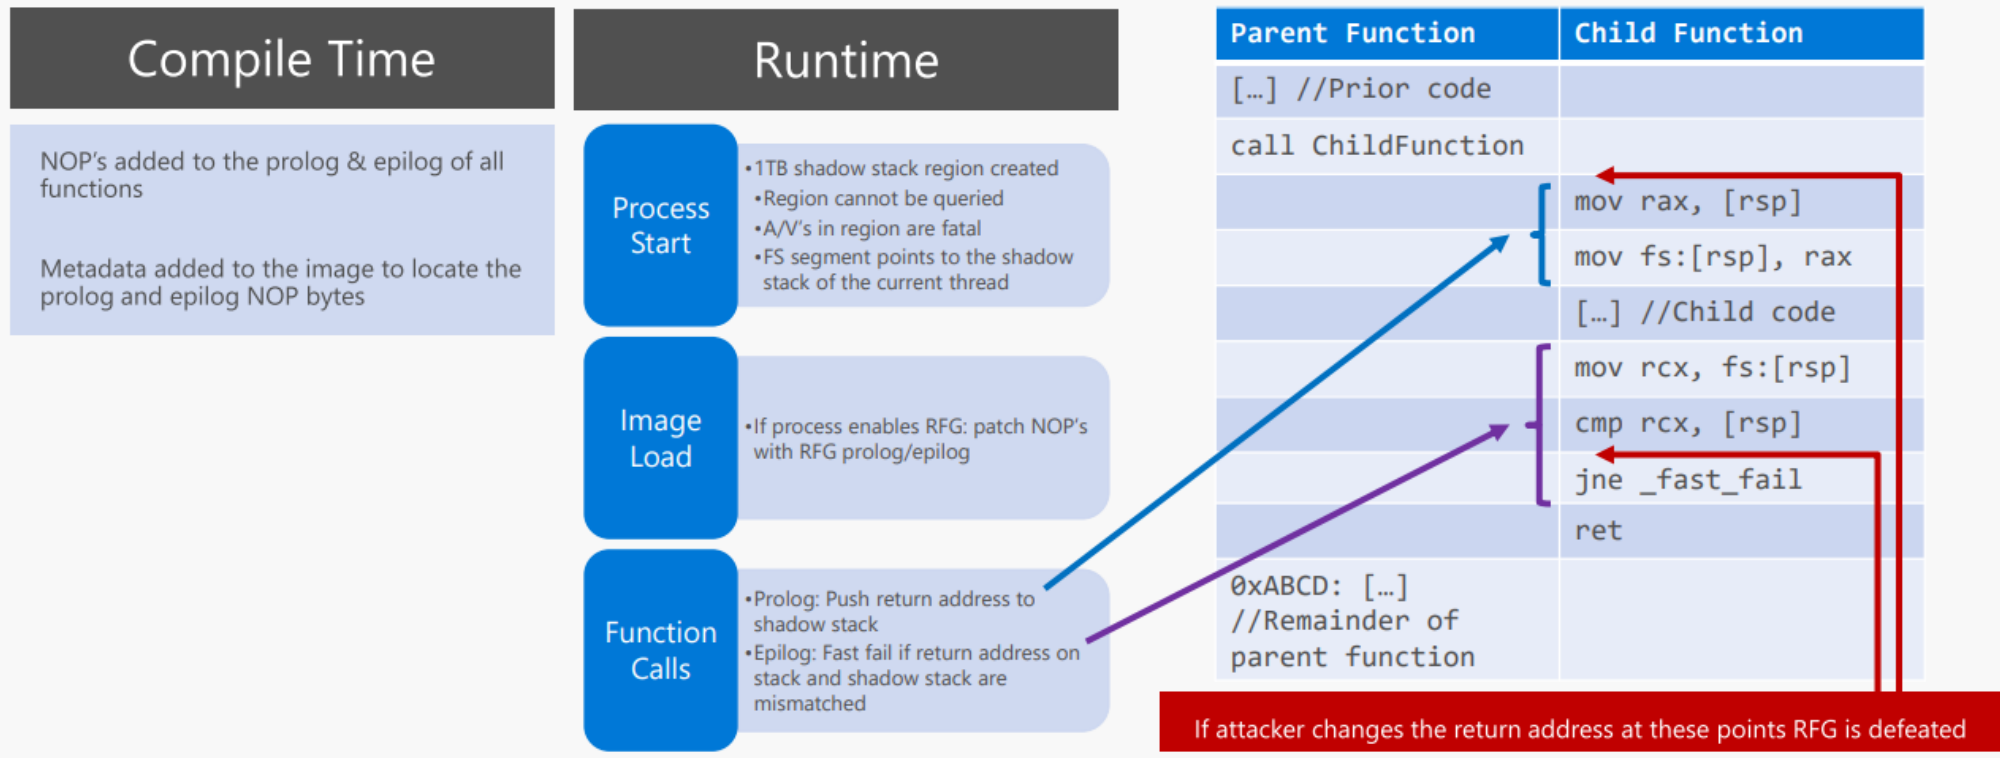 Compile Time
NOP's added to the prolog & epilog of all
functions
Metadata added to the image to locate the
prolog and epilog NOP bytes
Runtime
Process
Start
•1TB shadow stack region created
•Region cannot be queried
•A/V's in region are fatal
•FS segment points to the shadow
stack of the current thread
Image
Load
•If process enables RFG: patch NOP's
with RFG prolog/epilog
Function
Calls
•Prolog: Push return address to
shadow stack
•Epilog: Fast fail if return address on
stack and shadow stack are
mismatched
Parent Function
Child Function
[…] //Prior code
call ChildFunction
mov rax, [rsp]
mov fs:[rsp], rax
[…] //Child code
mov rcx, fs:[rsp]
cmp rcx, [rsp]
jne _fast_fail
ret
0xABCD: […]
//Remainder of
parent function
If attacker changes the return address at these points RFG is defeated